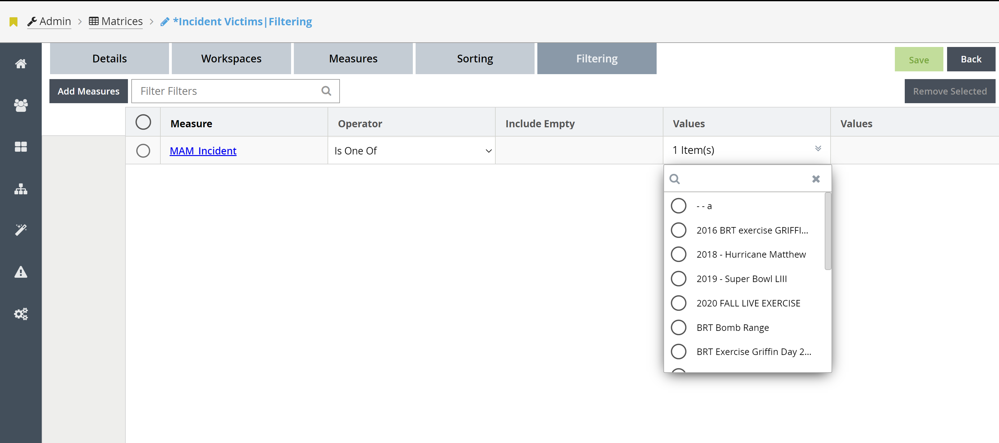 Admin > Matrices > *Incident Victims|Filtering
Details Workspaces Measures Sorting Filtering Save Back
Add Measures Filter Filters Remove Selected
Measure Operator Include Empty Values Values
MAM_Incident Is One Of 1 Item(s)
- - a
2016 BRT exercise GRIFFI...
2018 - Hurricane Matthew
2019 - Super Bowl LIII
2020 FALL LIVE EXERCISE
BRT Bomb Range
BRT Exercise Griffin Day 2...